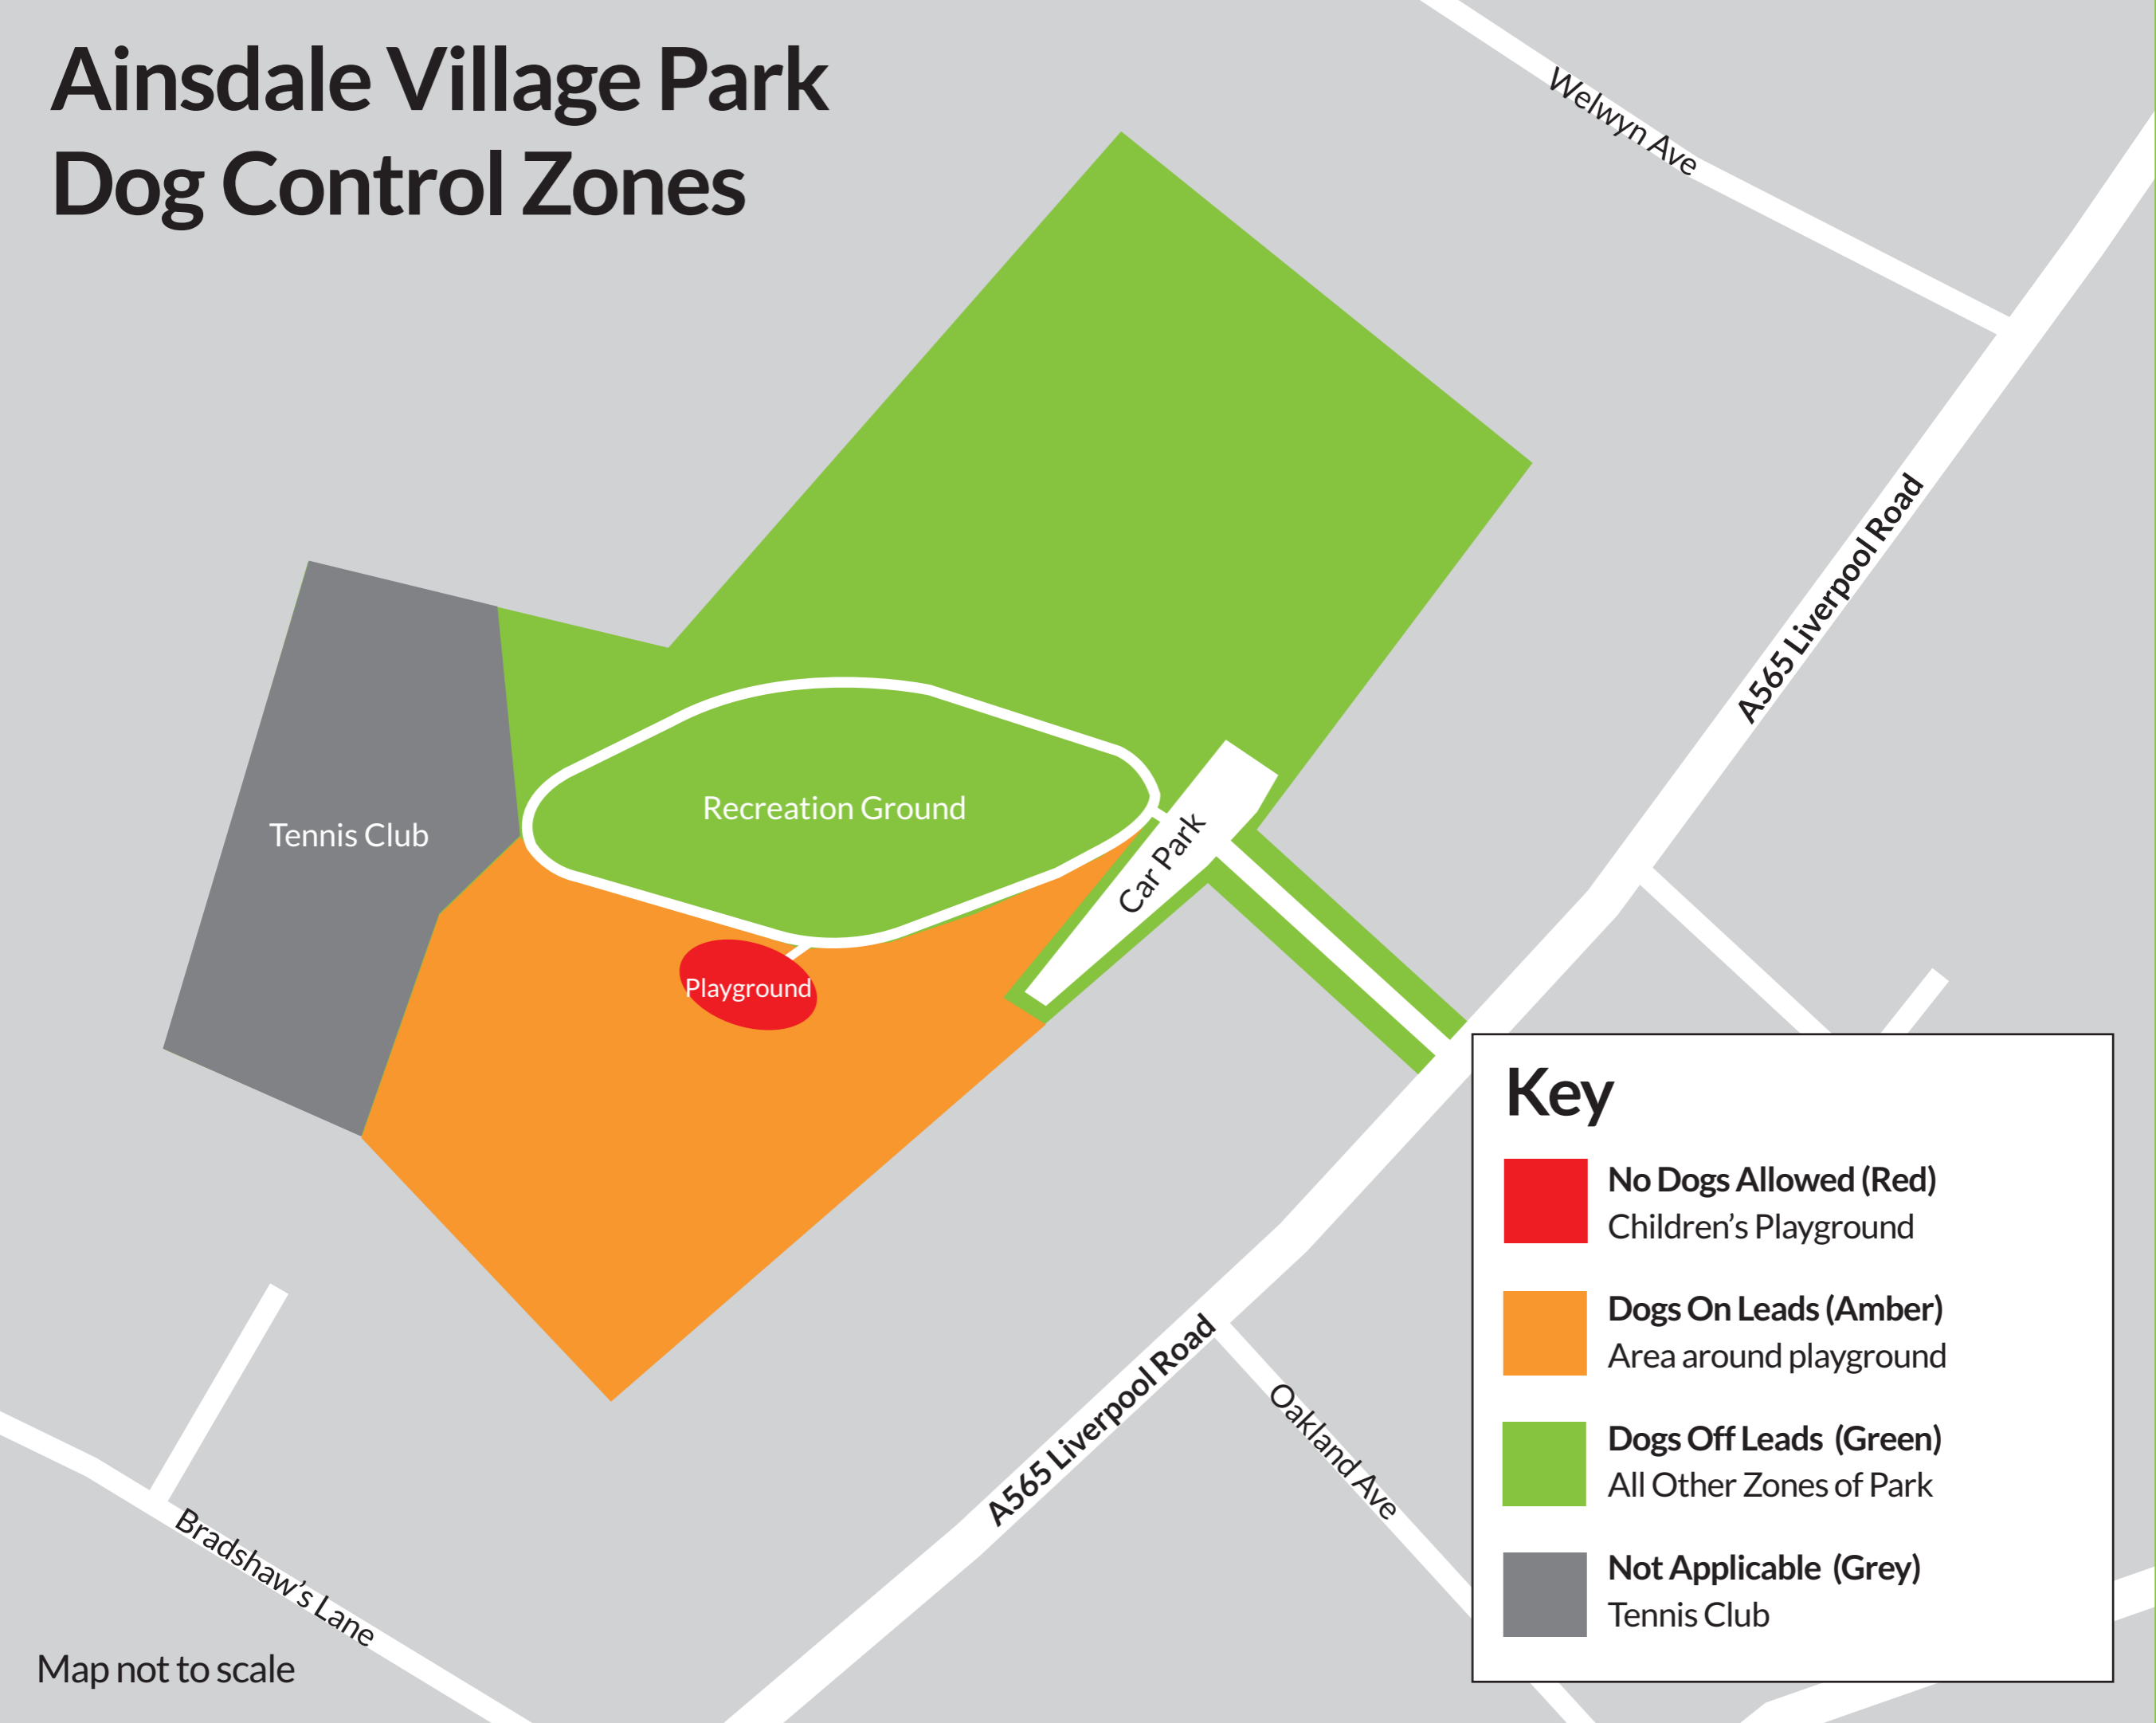 Ainsdale Village Park
Dog Control Zones
Welwyn Ave
A565 Liverpool Road
Recreation Ground
Tennis Club
Car Park
Playground
A565 Liverpool Road
Oakland Ave
Bradshaw’s Lane
Map not to scale
Key
No Dogs Allowed (Red)
Children’s Playground
Dogs On Leads (Amber)
Area around playground
Dogs Off Leads (Green)
All Other Zones of Park
Not Applicable (Grey)
Tennis Club